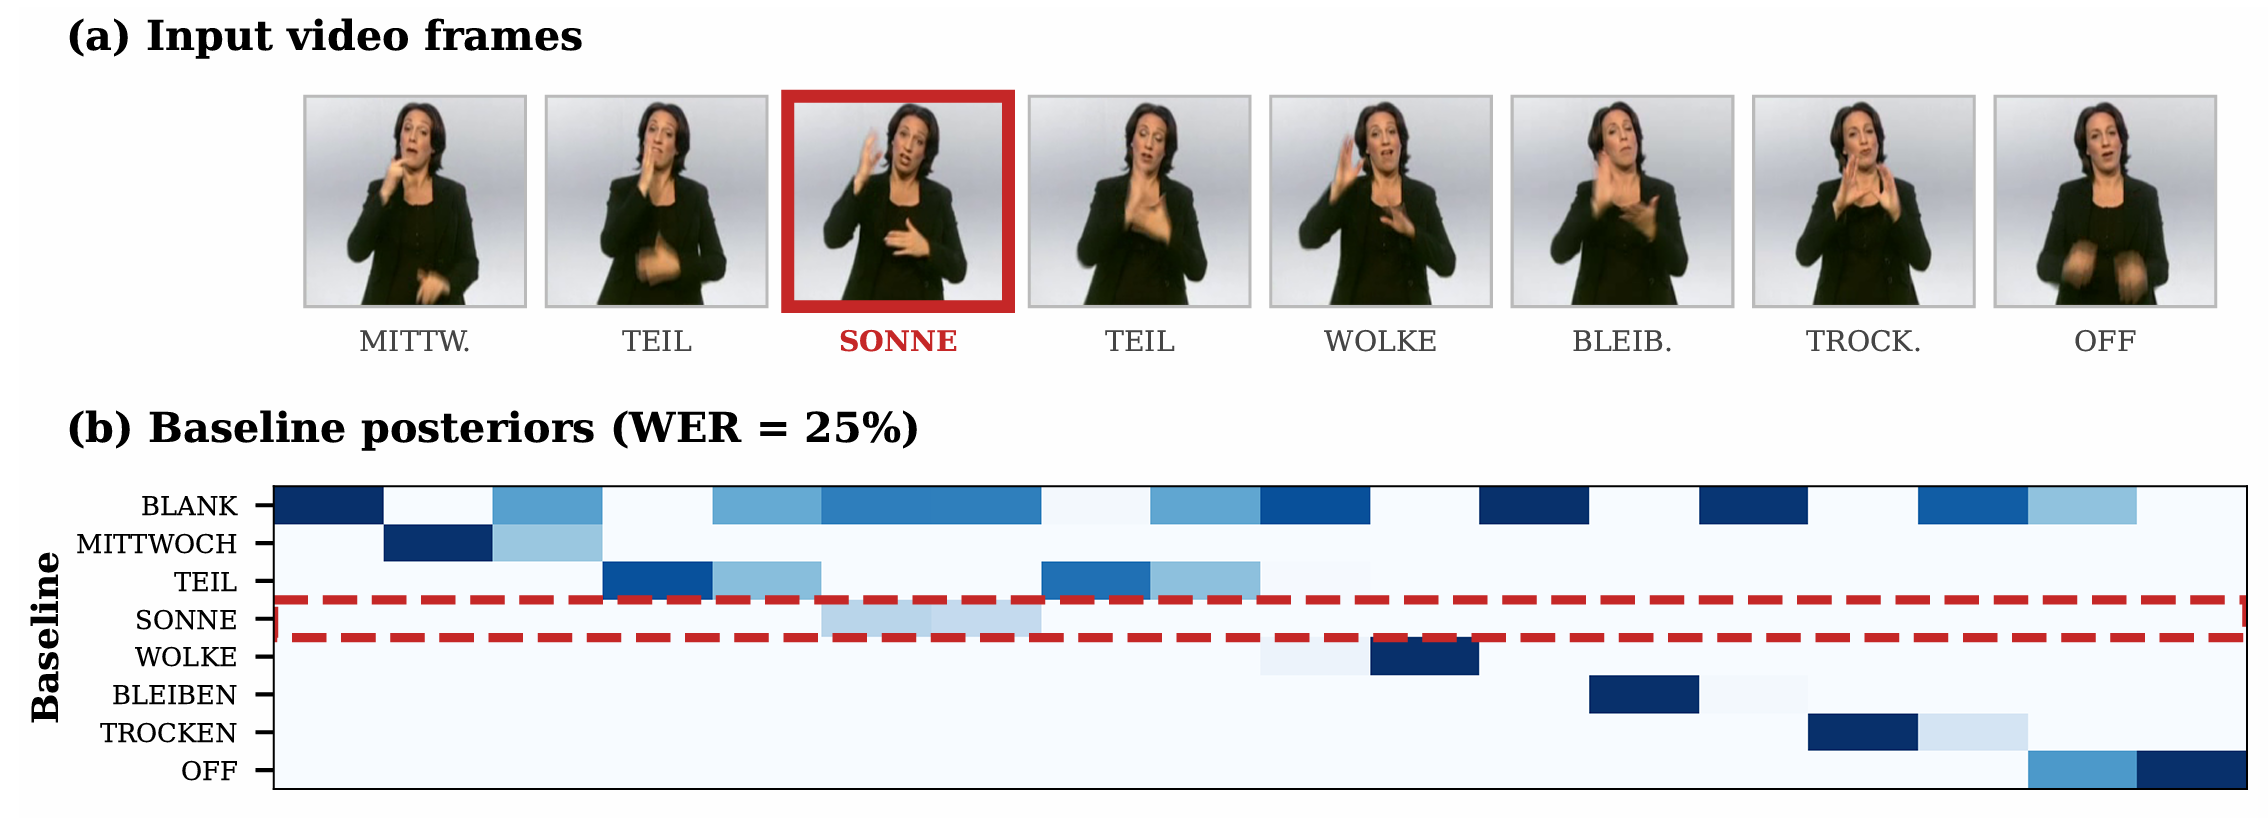 (a) Input video frames
MITTW. TEIL SONNE TEIL WOLKE BLEIB. TROCK. OFF
(b) Baseline posteriors (WER = 25%)
Baseline
BLANK
MITTWOCH
TEIL
SONNE
WOLKE
BLEIBEN
TROCKEN
OFF